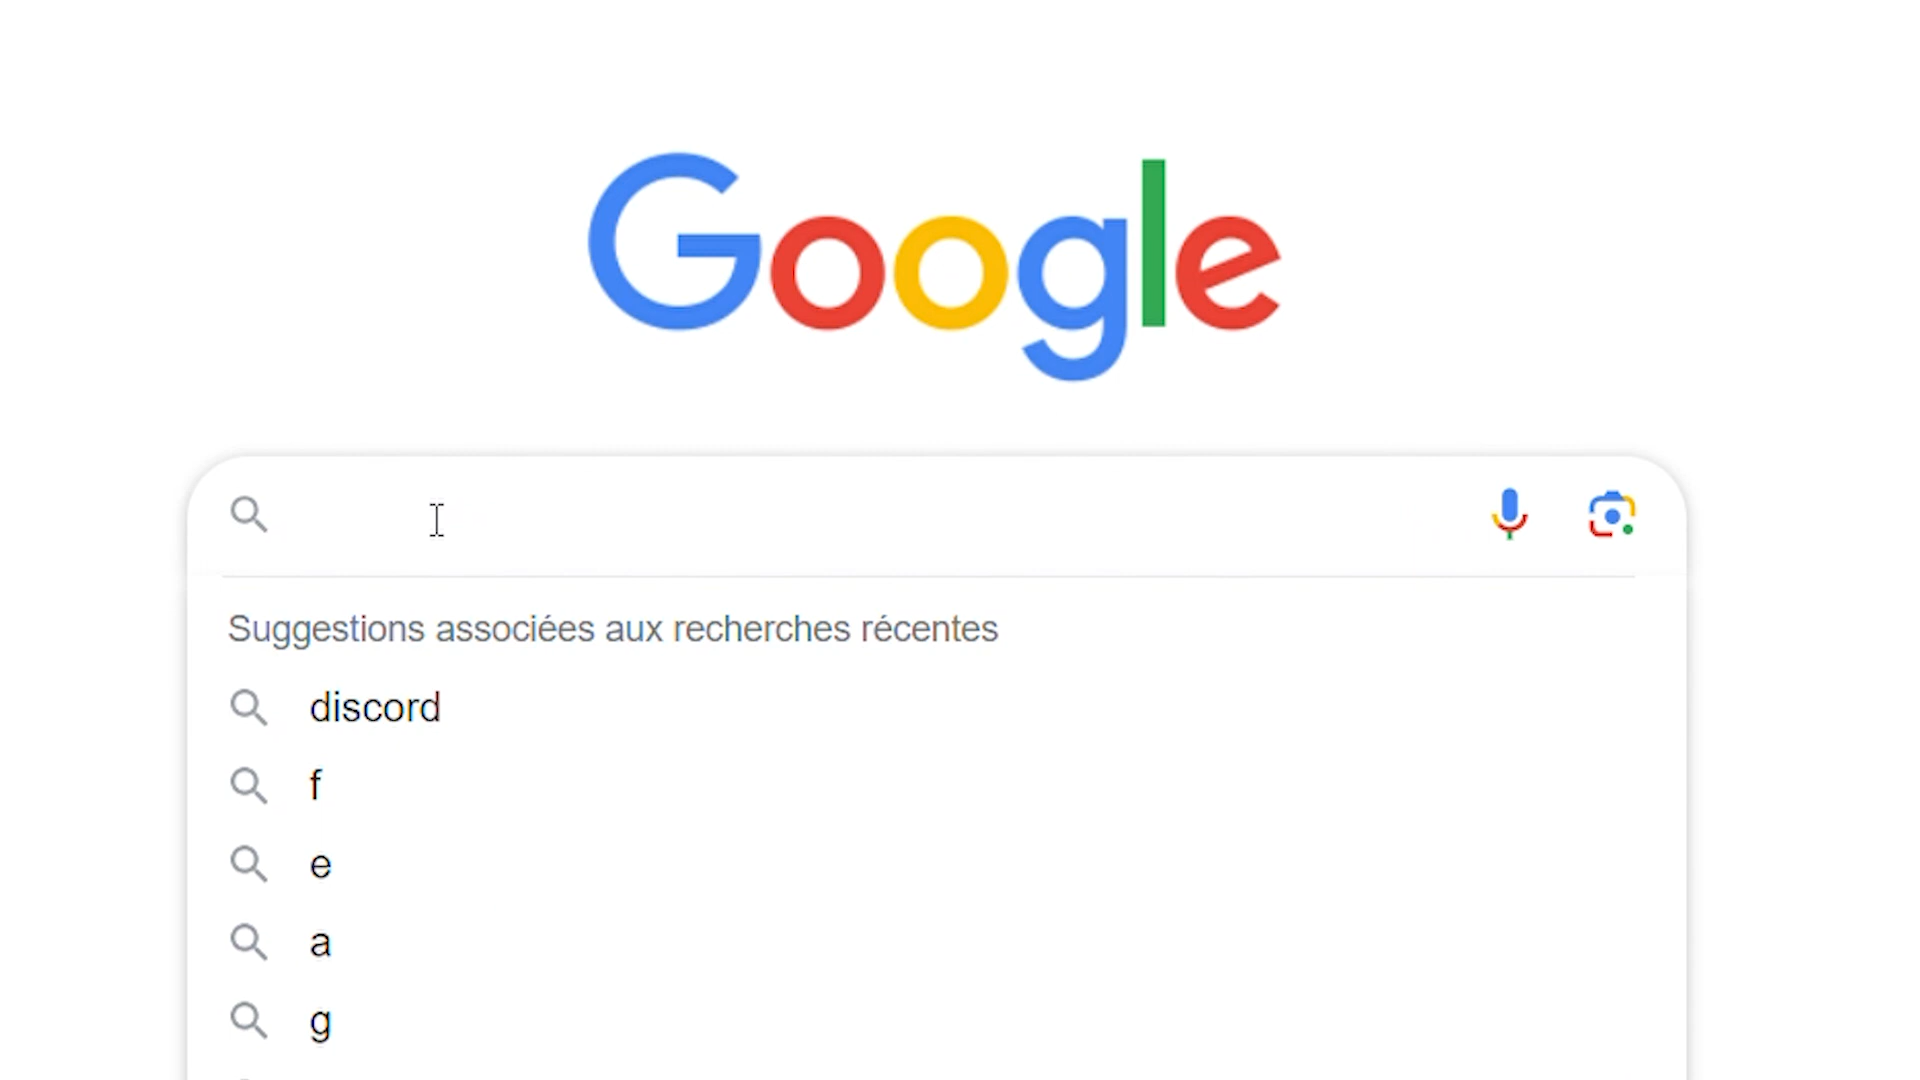 Google
Suggestions associées aux recherches récentes
discord
f
e
a
g